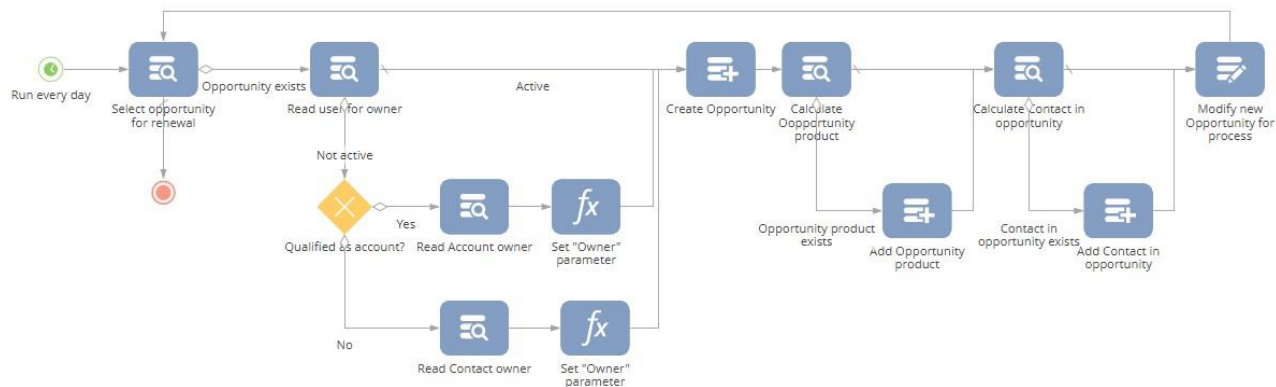 Run every day
Select opportunity
for renewal
Opportunity exists
Read user for owner
Active
Create Opportunity
Calculate
Oopportunity
product
Calculate Contact in
opportunity
Modify new
Opportunity for
process
Not active
Qualified as account?
Yes
Read Account owner
fx
Set "Owner"
parameter
Opportunity product
exists
Add Opportunity
product
Contact in
opportunity exists
Add Contact in
opportunity
No
Read Contact owner
fx
Set "Owner"
parameter